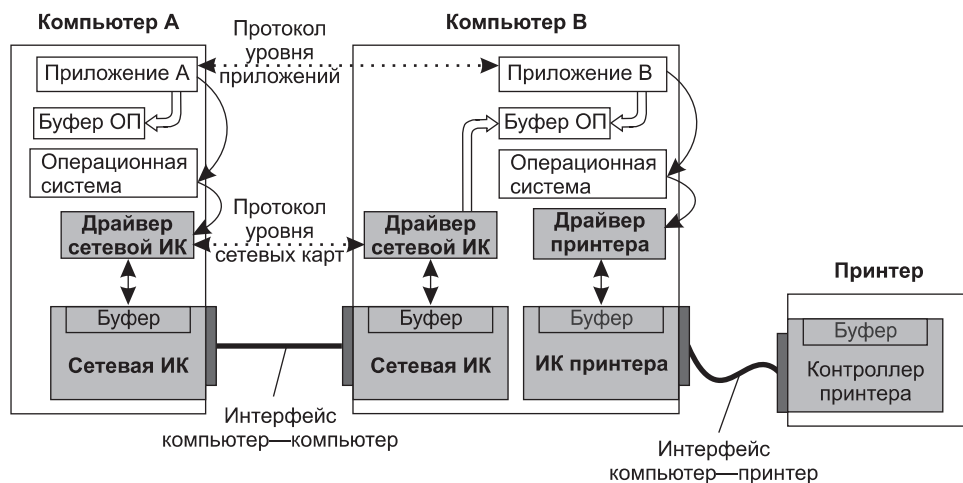 Компьютер А
Приложение А
Буфер ОП
Операционная
система
Драйвер
сетевой ИК
Буфер
Сетевая ИК
Протокол
уровня
приложений
Протокол
уровня
сетевых карт
Интерфейс
компьютер—компьютер
Компьютер В
Приложение В
Буфер ОП
Операционная
система
Драйвер
сетевой ИК
Драйвер
принтера
Буфер
Сетевая ИК
Буфер
ИК принтера
Интерфейс
компьютер—принтер
Принтер
Буфер
Контроллер
принтера